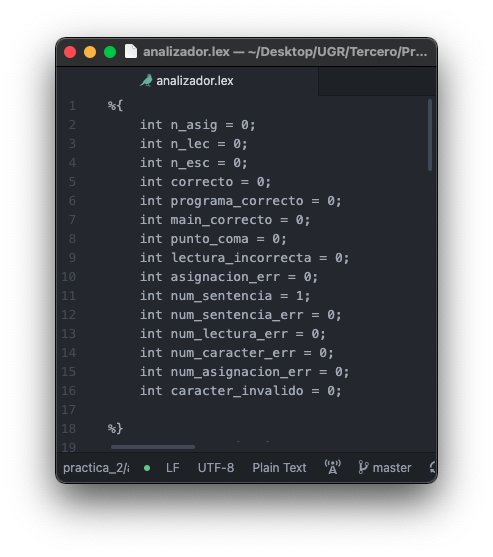 analizador.lex — ~/Desktop/UGR/Tercero/Pr...
analizador.lex
1 %{
2 int n_asig = 0;
3 int n_lec = 0;
4 int n_esc = 0;
5 int correcto = 0;
6 int programa_correcto = 0;
7 int main_correcto = 0;
8 int punto_coma = 0;
9 int lectura_incorrecta = 0;
10 int asignacion_err = 0;
11 int num_sentencia = 1;
12 int num_sentencia_err = 0;
13 int num_lectura_err = 0;
14 int num_caracter_err = 0;
15 int num_asignacion_err = 0;
16 int caracter_invalido = 0;
17
18 %}
19
practica_2/ LF UTF-8 Plain Text master